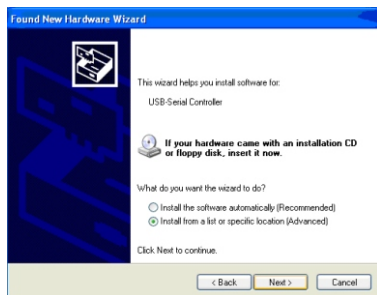 Found New Hardware Wizard
This wizard helps you install software for:
USB-Serial Controller
If your hardware came with an installation CD
or floppy disk, insert it now.
What do you want the wizard to do?
Install the software automatically (Recommended)
Install from a list or specific location (Advanced)
Click Next to continue.
< Back Next > Cancel